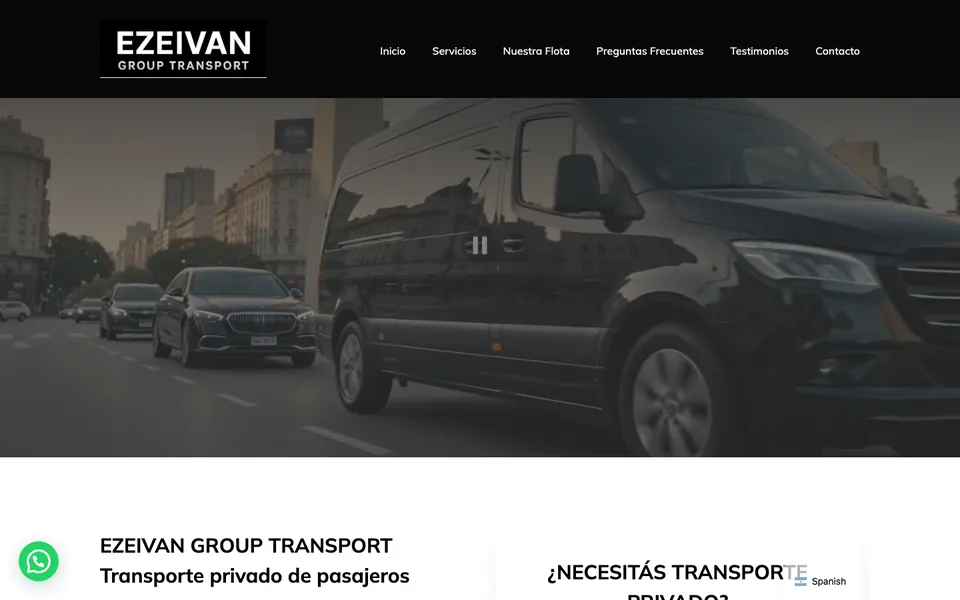 EZEIVAN
GROUP TRANSPORT
Inicio
Servicios
Nuestra Flota
Preguntas Frecuentes
Testimonios
Contacto
EZEIVAN GROUP TRANSPORT
Transporte privado de pasajeros
¿NECESITÁS TRANSPORTE
PRIVADO?
Spanish